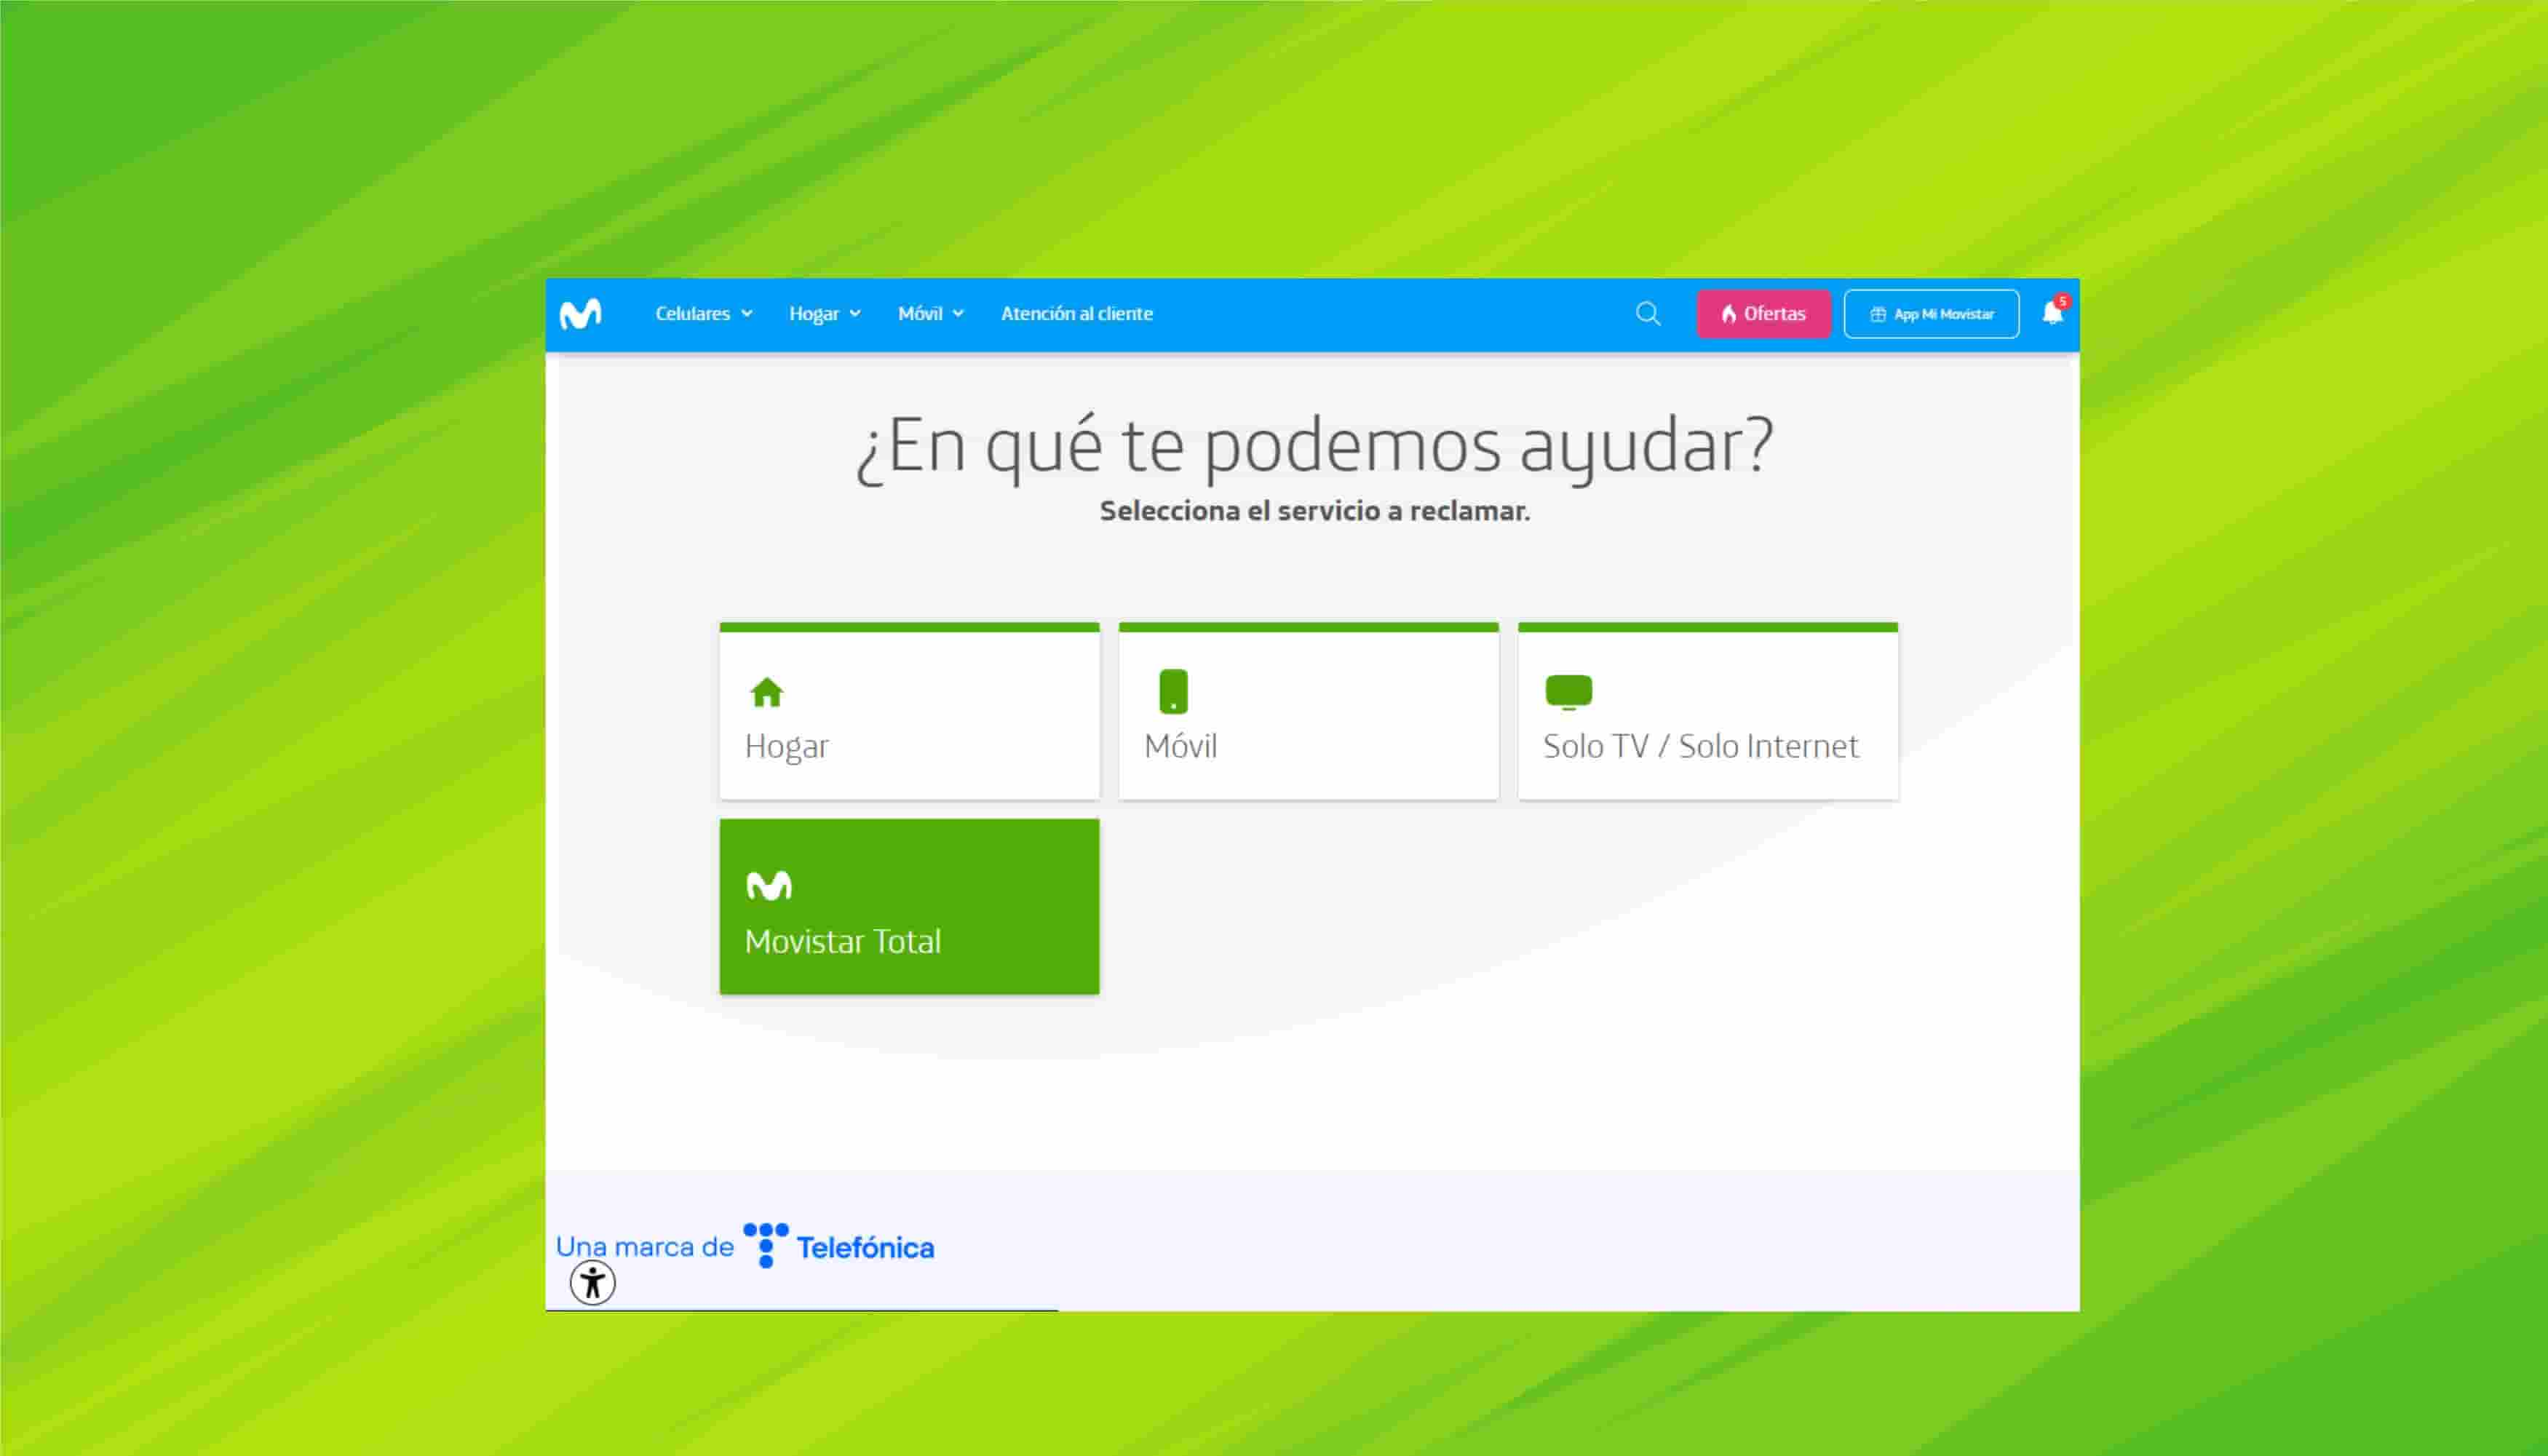 Celulares Hogar Móvil Atención al cliente Ofertas App Mi Movistar 5
¿En qué te podemos ayudar?
Selecciona el servicio a reclamar.
Hogar Móvil Solo TV / Solo Internet
Movistar Total
Una marca de Telefónica